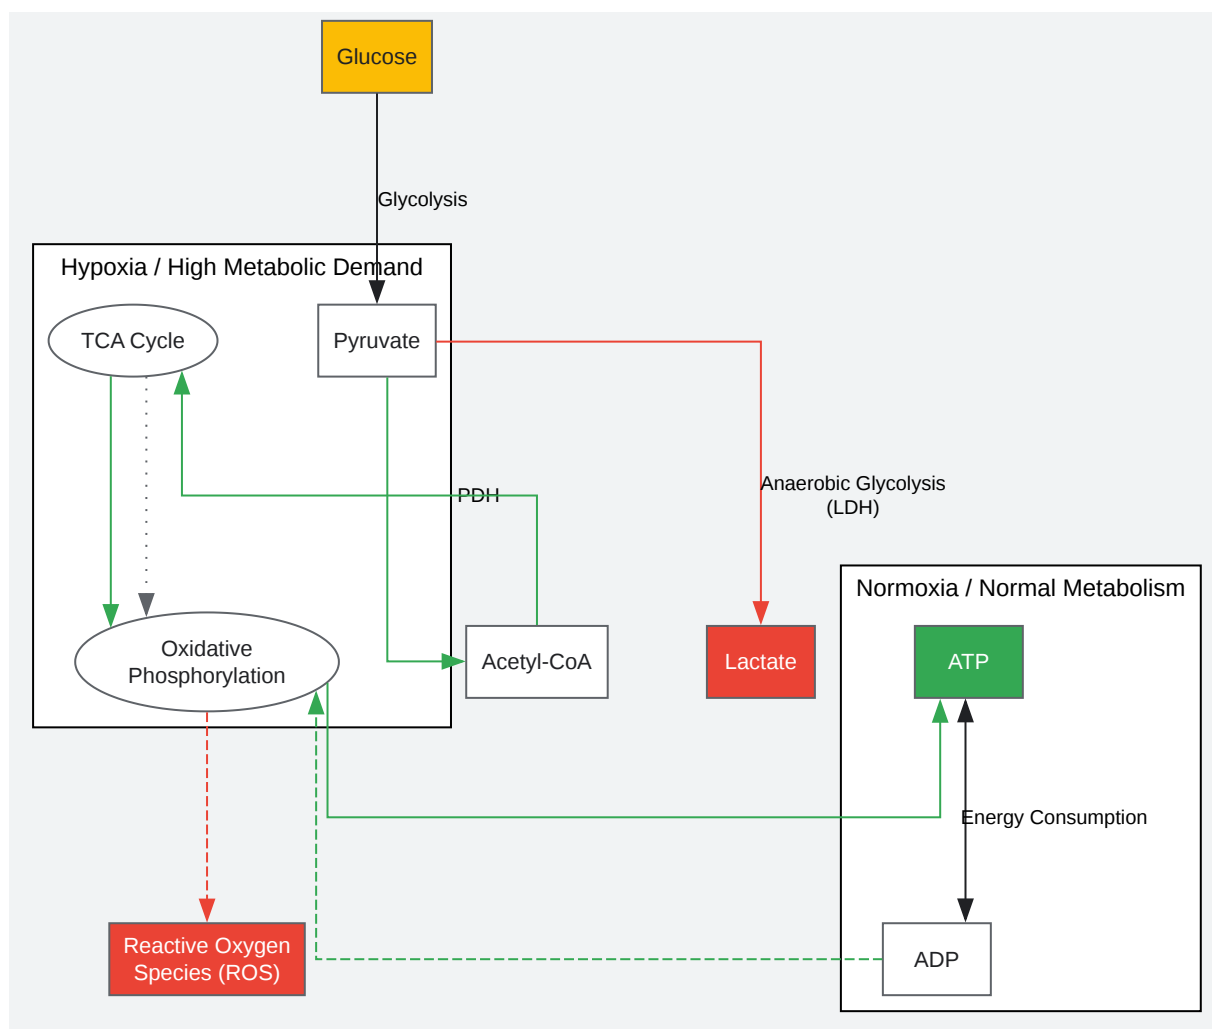 Glucose
Glycolysis
Hypoxia / High Metabolic Demand
TCA Cycle
Pyruvate
PDH
Anaerobic Glycolysis
(LDH)
Normoxia / Normal Metabolism
Oxidative
Phosphorylation
Acetyl-CoA
Lactate
ATP
Energy Consumption
Reactive Oxygen
Species (ROS)
ADP